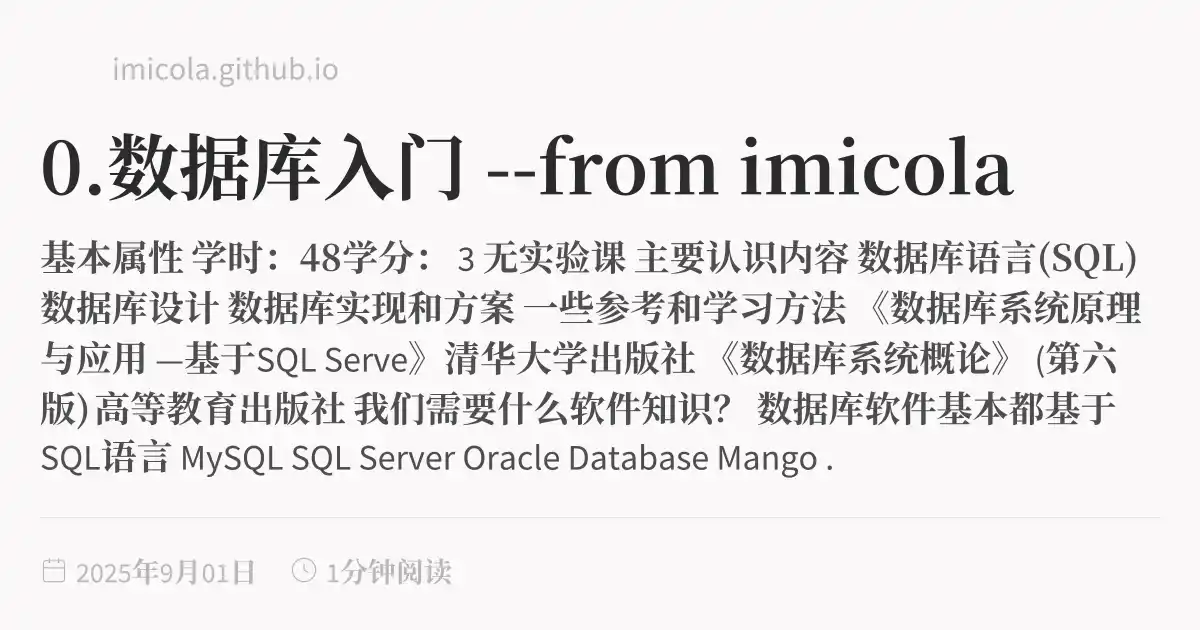 imicola.github.io
0.数据库入门 --from imicola
基本属性 学时：48学分： 3 无实验课 主要认识内容 数据库语言(SQL)
数据库设计 数据库实现和方案 一些参考和学习方法 《数据库系统原理
与应用 —基于SQL Serve》清华大学出版社 《数据库系统概论》 (第六
版) 高等教育出版社 我们需要什么软件知识？ 数据库软件基本都基于
SQL语言 MySQL SQL Server Oracle Database Mango .
2025年9月01日 1分钟阅读